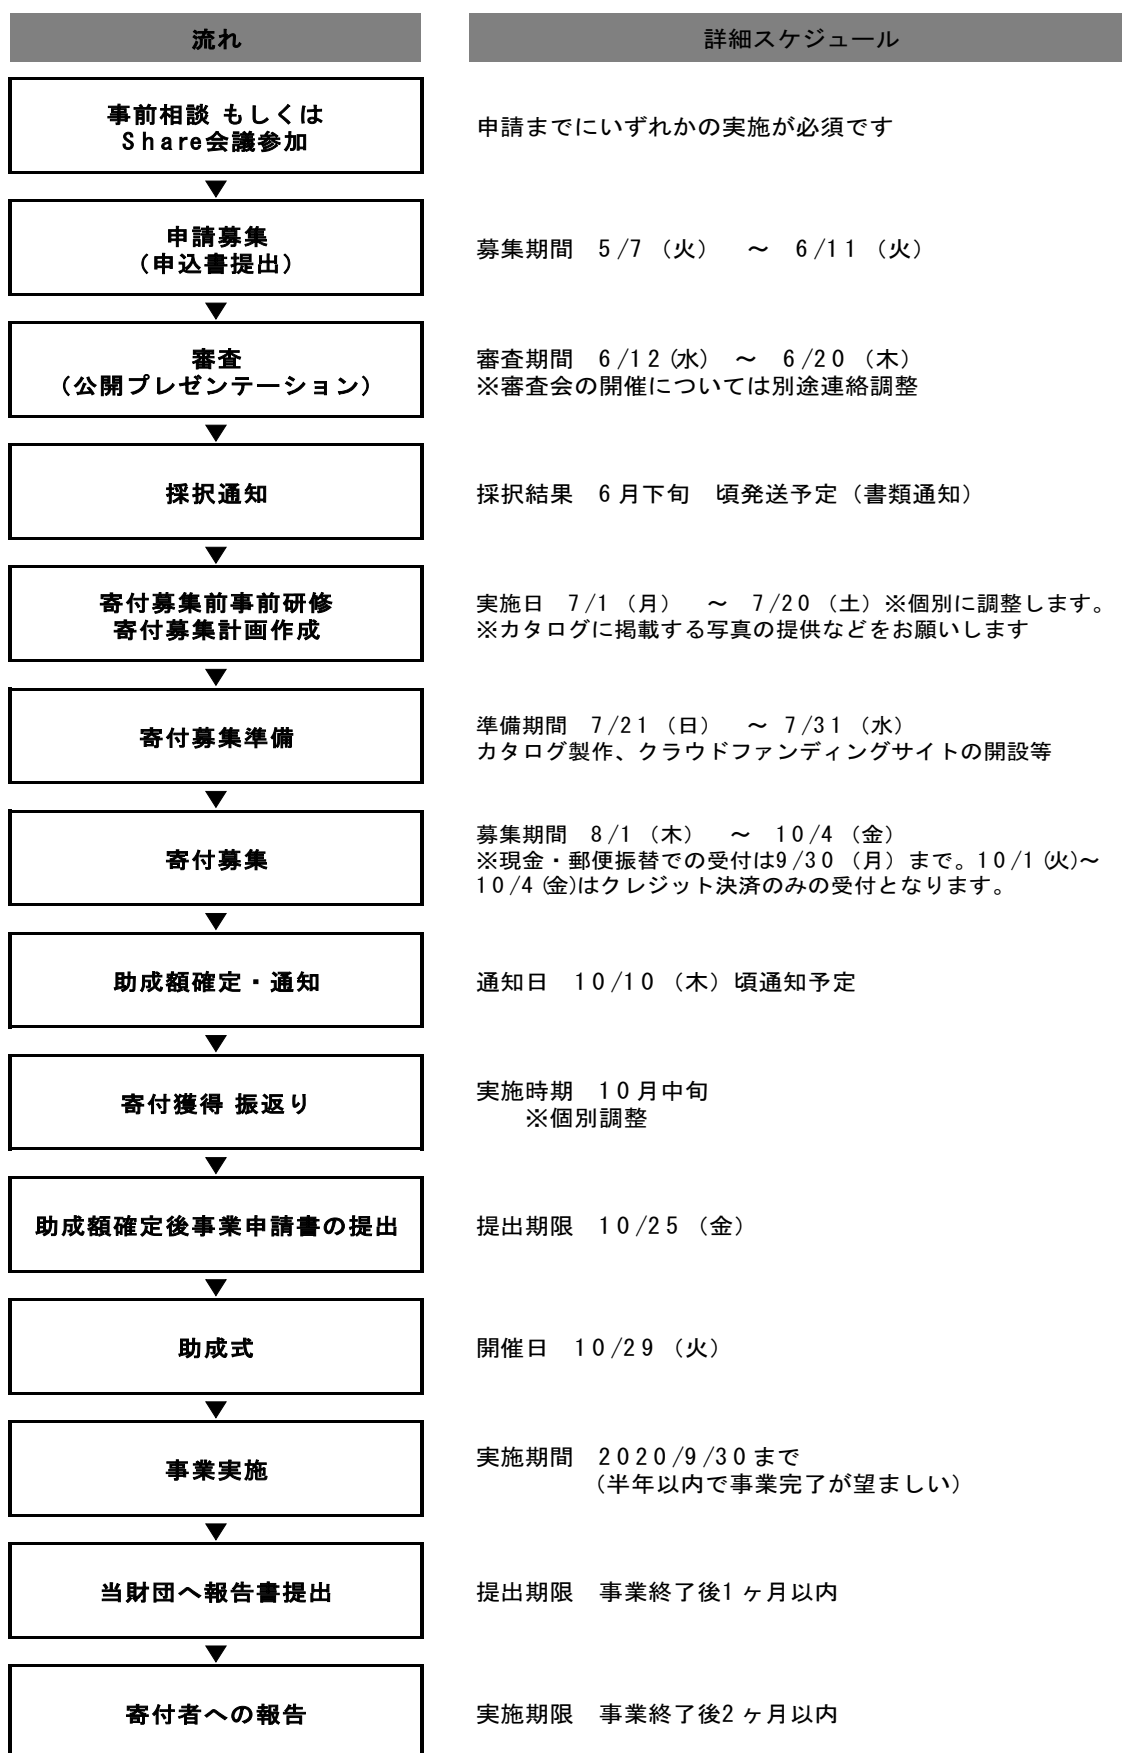 流れ
詳細スケジュール
事前相談 もしくは
Share会議参加
申請までにいずれかの実施が必須です
▼
申請募集
（申込書提出）
募集期間　5/7（火）　～　6/11（火）
▼
審査
（公開プレゼンテーション）
審査期間　6/12(水)　～　6/20（木）
※審査会の開催については別途連絡調整
▼
採択通知
採択結果　6月下旬　頃発送予定（書類通知）
▼
寄付募集前事前研修
寄付募集計画作成
実施日　7/1（月）　～　7/20（土）※個別に調整します。
※カタログに掲載する写真の提供などをお願いします
▼
寄付募集準備
準備期間　7/21（日）　～ 7/31（水）
カタログ製作、クラウドファンディングサイトの開設等
▼
寄付募集
募集期間　8/1（木）　～　10/4（金）
※現金・郵便振替での受付は9/30（月）まで。10/1(火)～
10/4(金)はクレジット決済のみの受付となります。
▼
助成額確定・通知
通知日　10/10（木）頃通知予定
▼
寄付獲得 振返り
実施時期　10月中旬
※個別調整
▼
助成額確定後事業申請書の提出
提出期限　10/25（金）
▼
助成式
開催日　10/29（火）
▼
事業実施
実施期間　2020/9/30まで
（半年以内で事業完了が望ましい）
▼
当財団へ報告書提出
提出期限　事業終了後1ヶ月以内
▼
寄付者への報告
実施期限　事業終了後2ヶ月以内